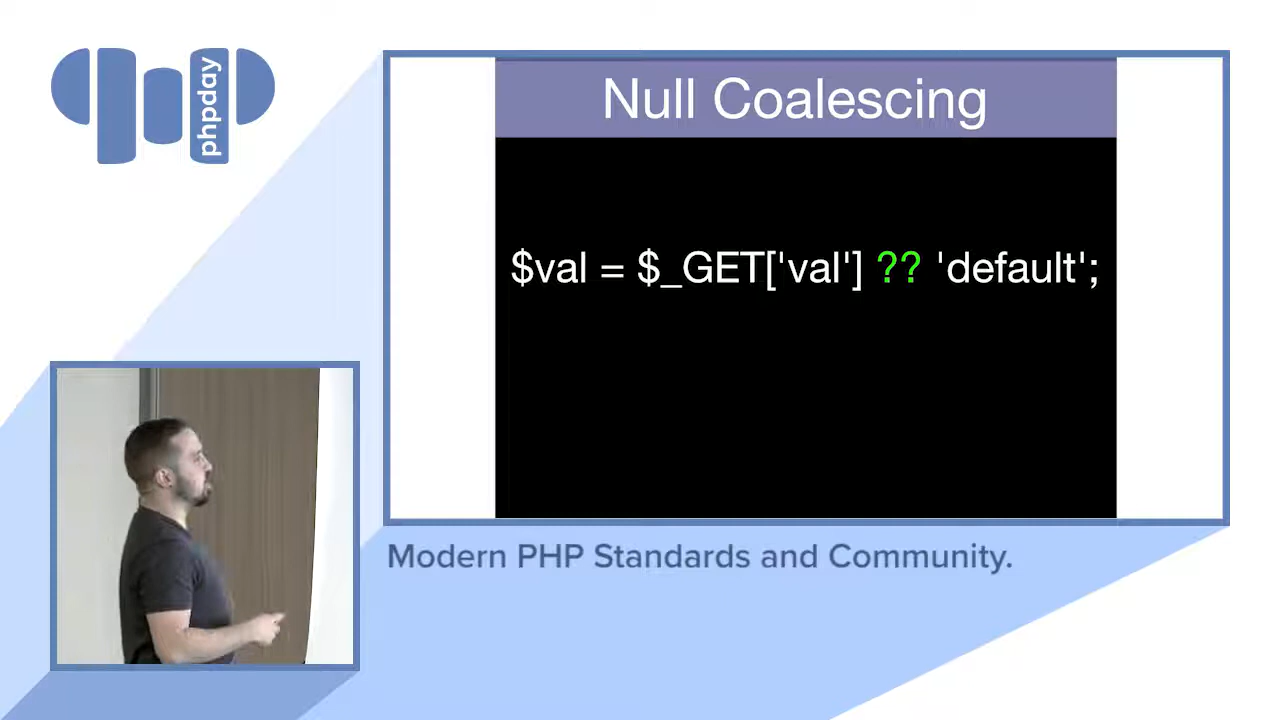 phpday
Null Coalescing
$val = $_GET['val'] ?? 'default';
Modern PHP Standards and Community.